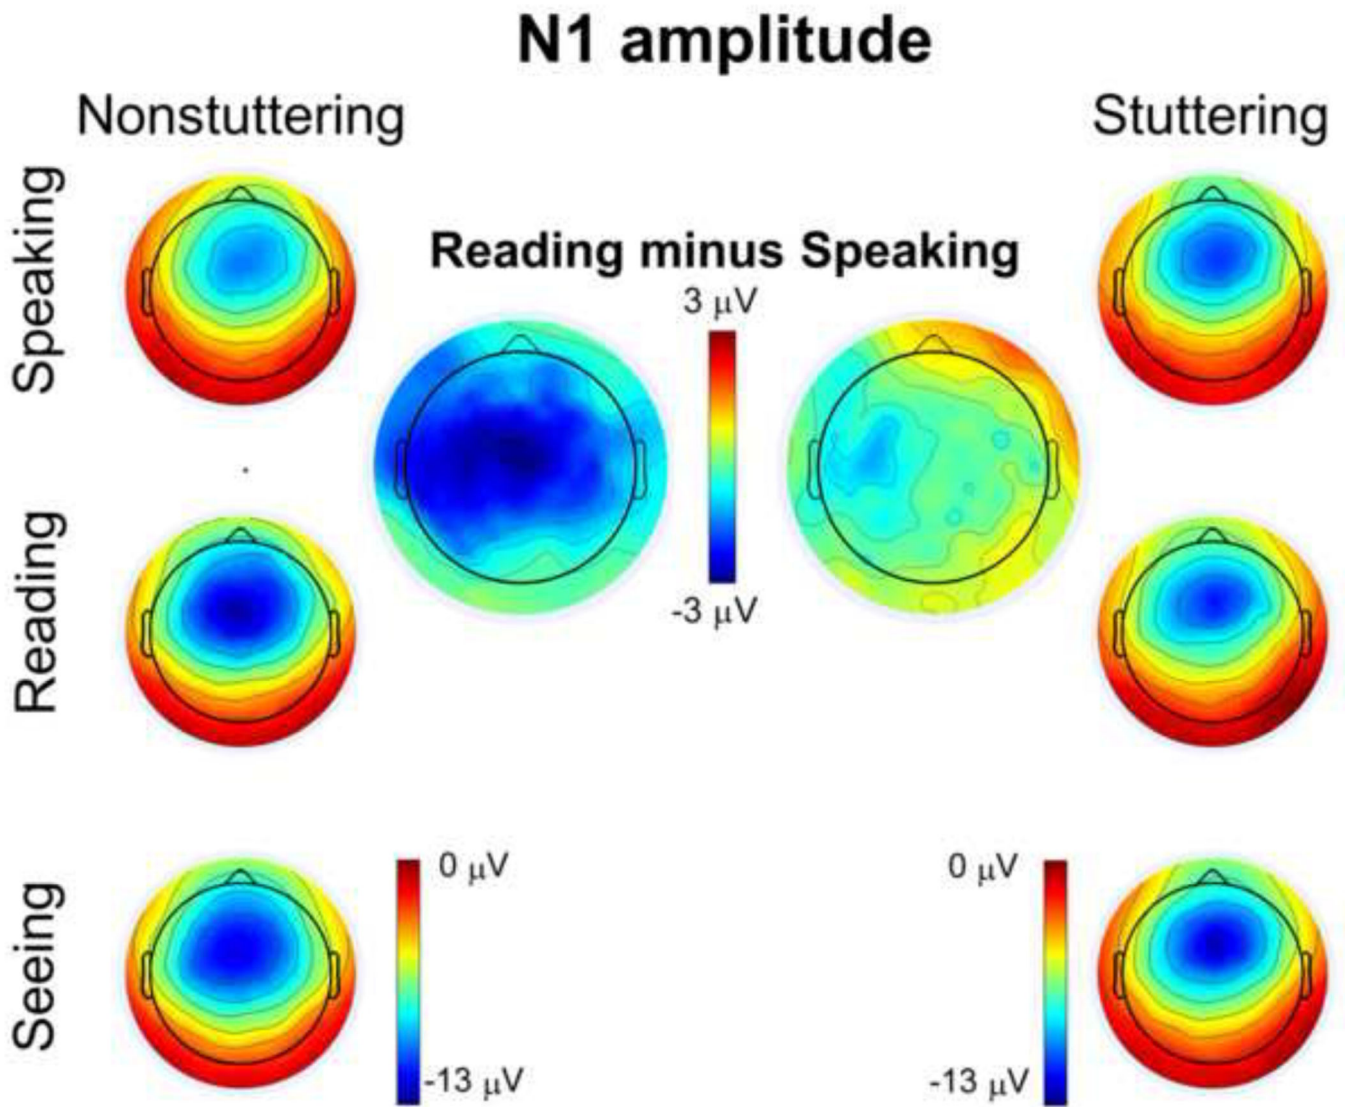 N1 amplitude
Nonstuttering
Stuttering
Speaking
Reading minus Speaking
3 μV
-3 μV
Reading
Seeing
0 μV
-13 μV
0 μV
-13 μV